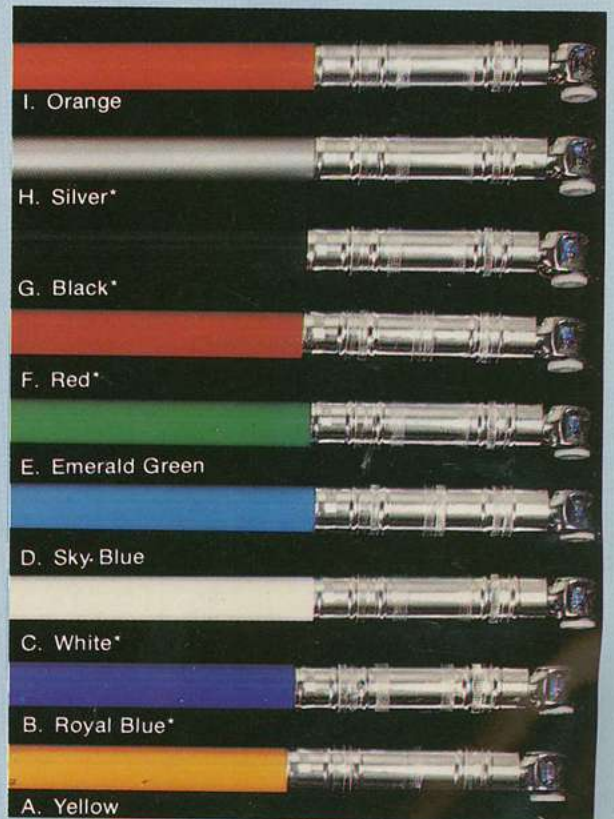 I. Orange
H. Silver*
G. Black*
F. Red*
E. Emerald Green
D. Sky Blue
C. White*
B. Royal Blue*
A. Yellow